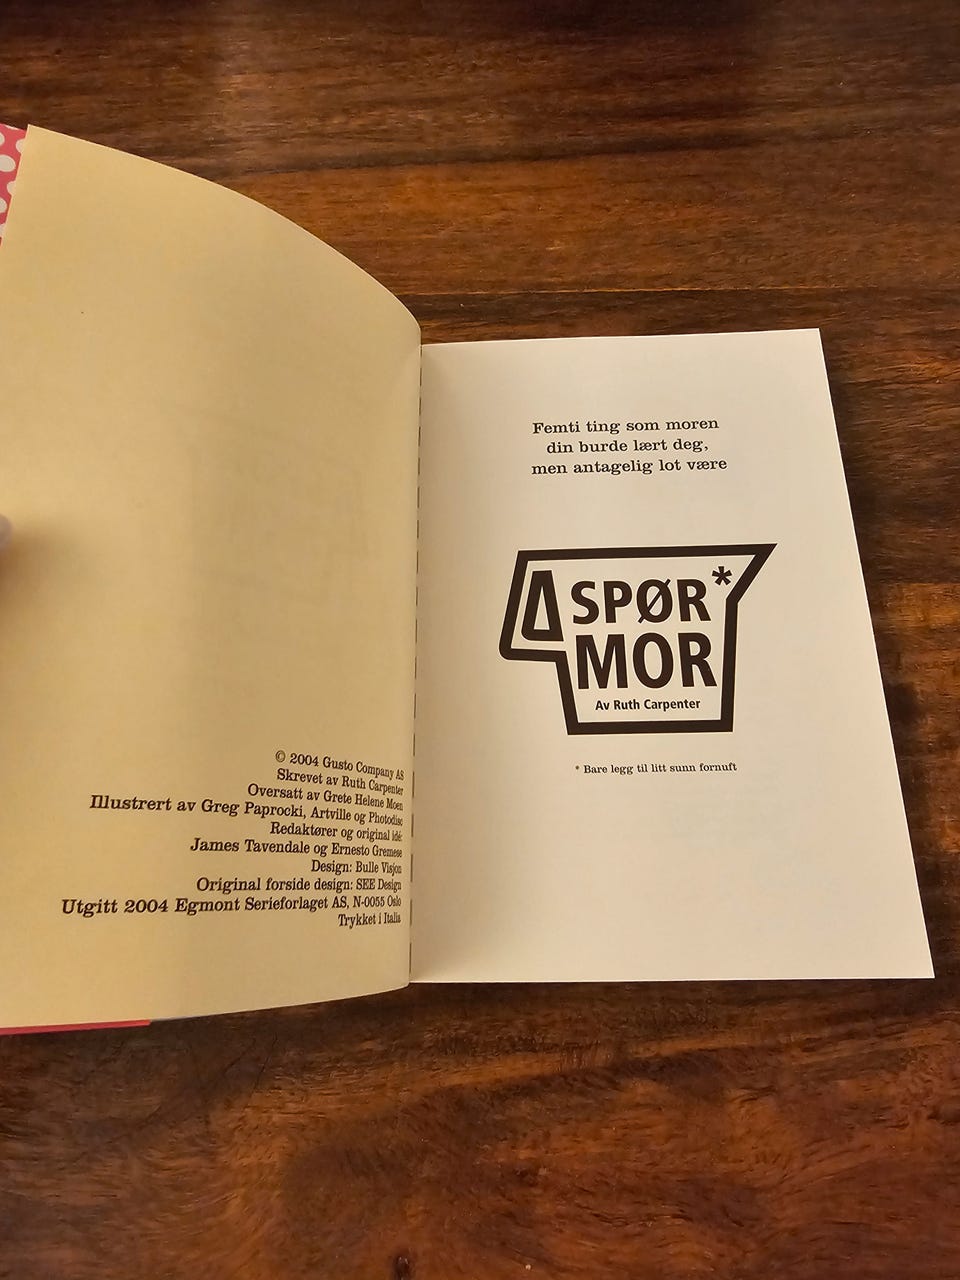 © 2004 Gusto Company AS
Skrevet av Ruth Carpenter
Oversatt av Grete Helene Moen
Illustrert av Greg Paprocki, Artville og Photodisc
Redaktører og original idé:
James Tavendale og Ernesto Gremese
Design: Bulle Visjon
Original forside design: SEE Design
Utgitt 2004 Egmont Serieforlaget AS, N-0055 Oslo
Trykket i Italia
Femti ting som moren
din burde lært deg,
men antagelig lot være
SPØR*
MOR
Av Ruth Carpenter
* Bare legg til litt sunn fornuft